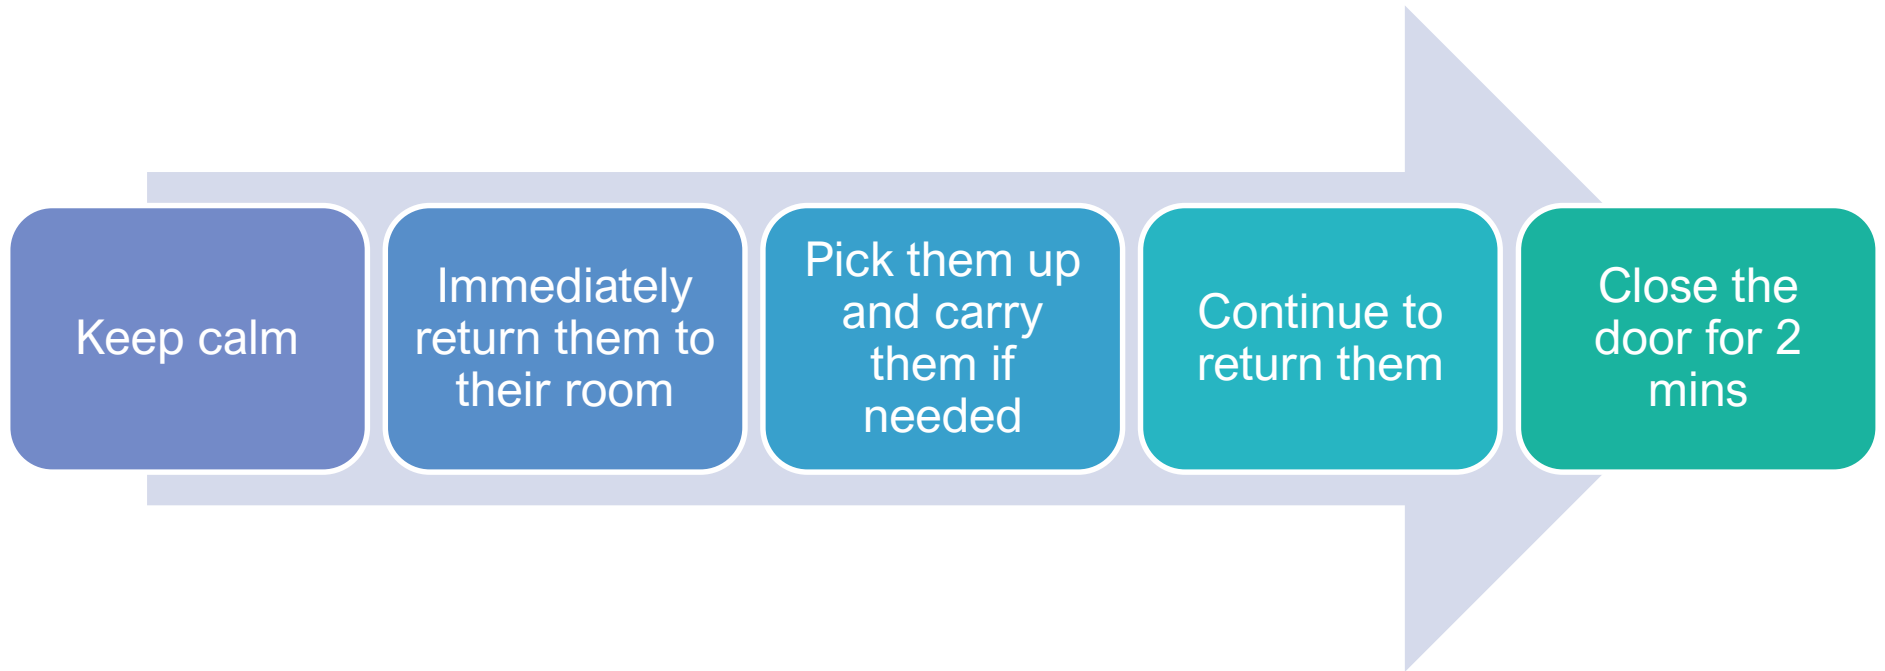 Keep calm
Immediately
return them to
their room
Pick them up
and carry
them if
needed
Continue to
return them
Close the
door for 2
mins